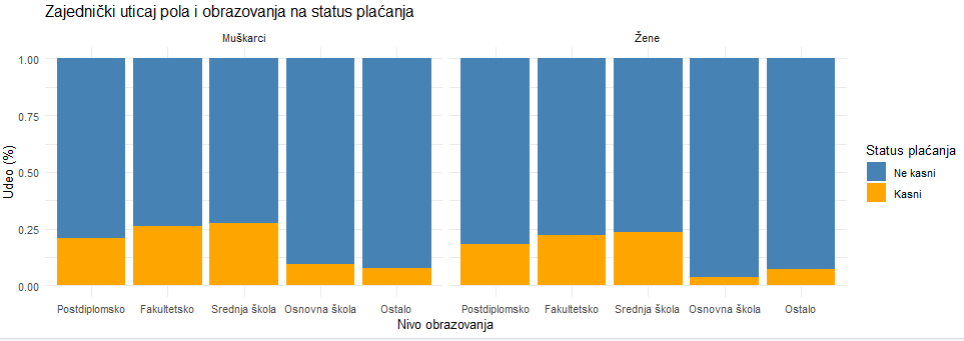 Zajednički uticaj pola i obrazovanja na status plaćanja
Muškarci
Žene
1.00
0.75
0.50
0.25
0.00
Udeo (%)
Postdiplomsko Fakultetsko Srednja škola Osnovna škola Ostalo
Postdiplomsko Fakultetsko Srednja škola Osnovna škola Ostalo
Nivo obrazovanja
Status plaćanja
Ne kasni
Kasni